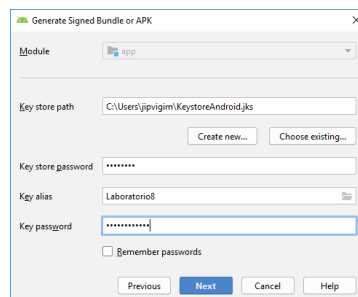 Generate Signed Bundle or APK
Module app
Key store path C:\Users\jipvigim\KeystoreAndroid.jks
Create new... Choose existing...
Key store password ••••••••
Key alias Laboratorio8
Key password ••••••••••••
Remember passwords
Previous Next Cancel Help